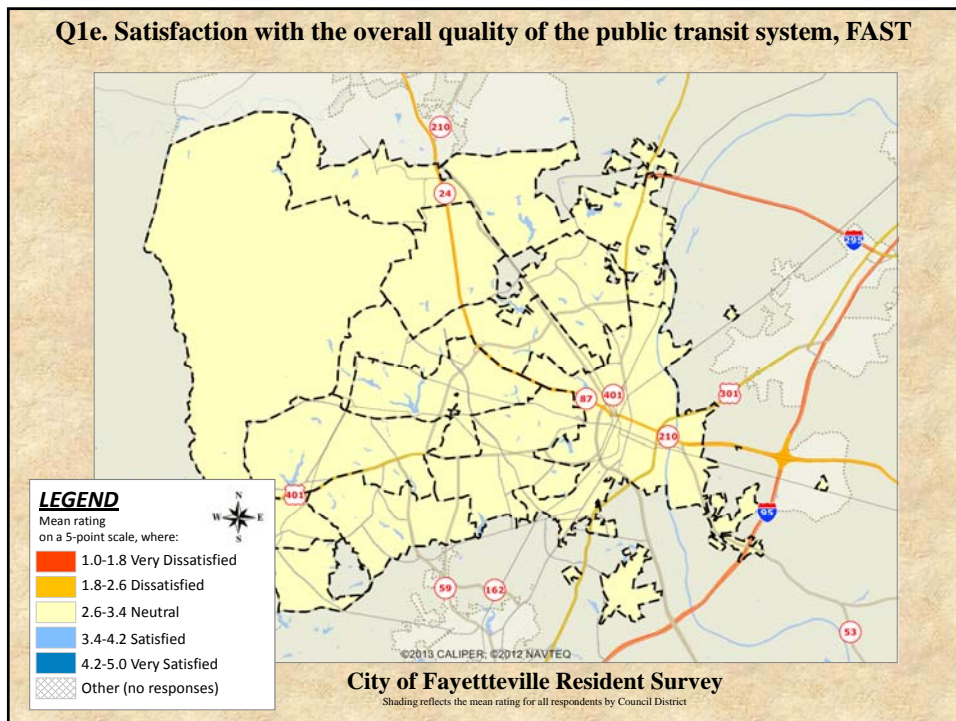 Q1e. Satisfaction with the overall quality of the public transit system, FAST
210
24
295
301
87
401
210
401
95
59
162
53
LEGEND
Mean rating
on a 5-point scale, where:
N
W E
S
1.0-1.8 Very Dissatisfied
1.8-2.6 Dissatisfied
2.6-3.4 Neutral
3.4-4.2 Satisfied
4.2-5.0 Very Satisfied
Other (no responses)
©2013 CALIPER; ©2012 NAVTEQ
City of Fayettteville Resident Survey
Shading reflects the mean rating for all respondents by Council District